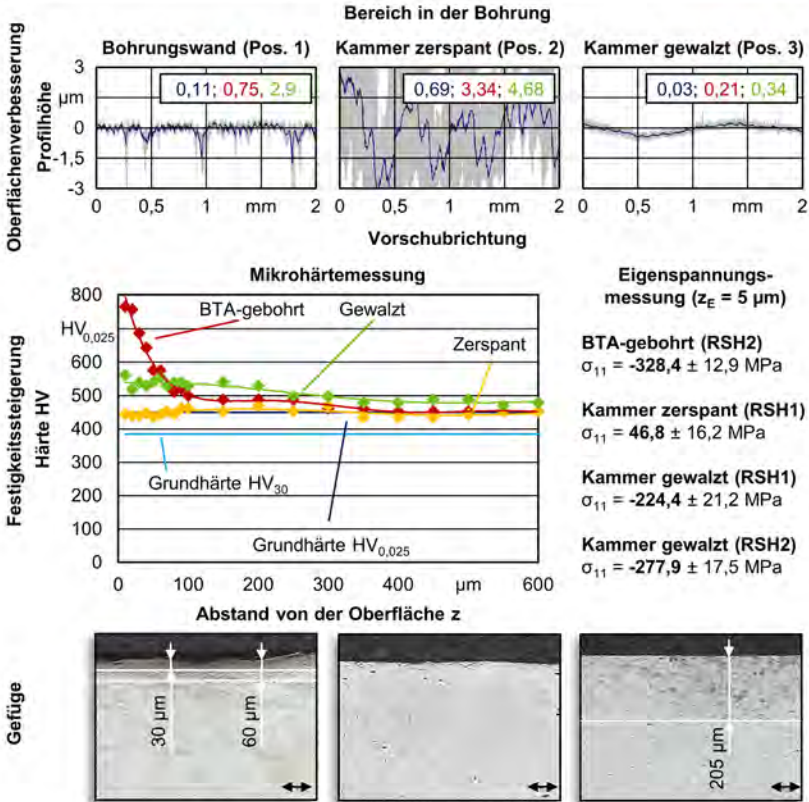 Bereich in der Bohrung
Oberflächenverbesserung
Bohrungswand (Pos. 1)
Kammer zerspant (Pos. 2)
Kammer gewalzt (Pos. 3)
Profilhöhe
3
µm
0
-1,5
-3
0,11; 0,75, 2,9
0,69; 3,34; 4,68
0,03; 0,21; 0,34
0 0,5 1 mm 2
0 0,5 1 mm 2
0 0,5 1 mm 2
Vorschubrichtung
Festigkeitssteigerung
Mikrohärtemessung
Härte HV
800
HV0,025
600
500
400
300
200
100
0
BTA-gebohrt
Gewalzt
Zerspant
Grundhärte HV30
Grundhärte HV0,025
0 100 200 300 400 µm 600
Abstand von der Oberfläche z
Eigenspannungs-
messung (zE = 5 µm)
BTA-gebohrt (RSH2)
σ11 = -328,4 ± 12,9 MPa
Kammer zerspant (RSH1)
σ11 = 46,8 ± 16,2 MPa
Kammer gewalzt (RSH1)
σ11 = -224,4 ± 21,2 MPa
Kammer gewalzt (RSH2)
σ11 = -277,9 ± 17,5 MPa
Gefüge
30 µm
60 µm
205 µm